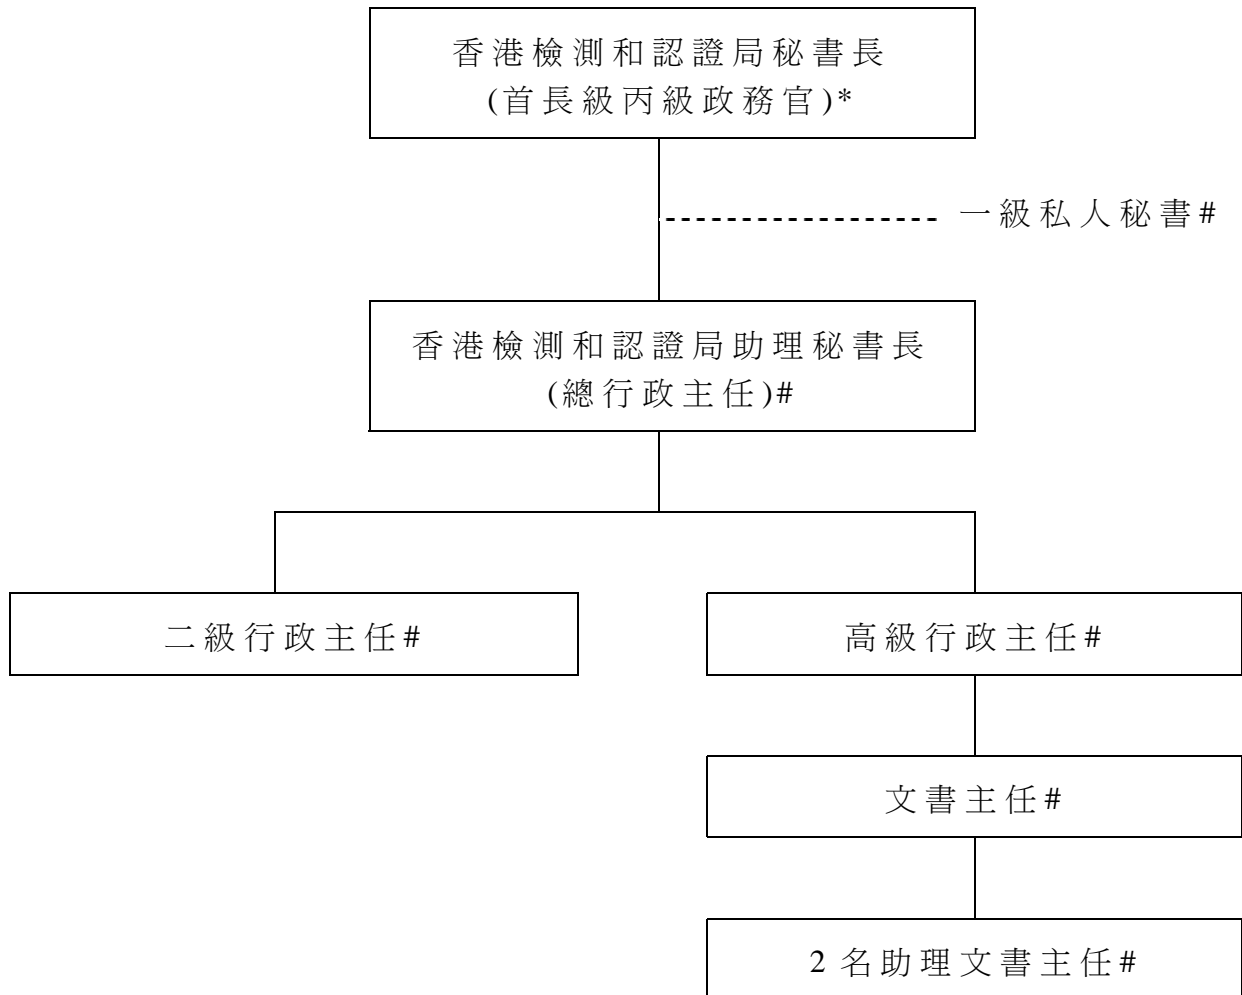 香港檢測和認證局秘書長
(首長級丙級政務官)*
一級私人秘書#
香港檢測和認證局助理秘書長
(總行政主任)#
二級行政主任#
高級行政主任#
文書主任#
2 名助理文書主任#